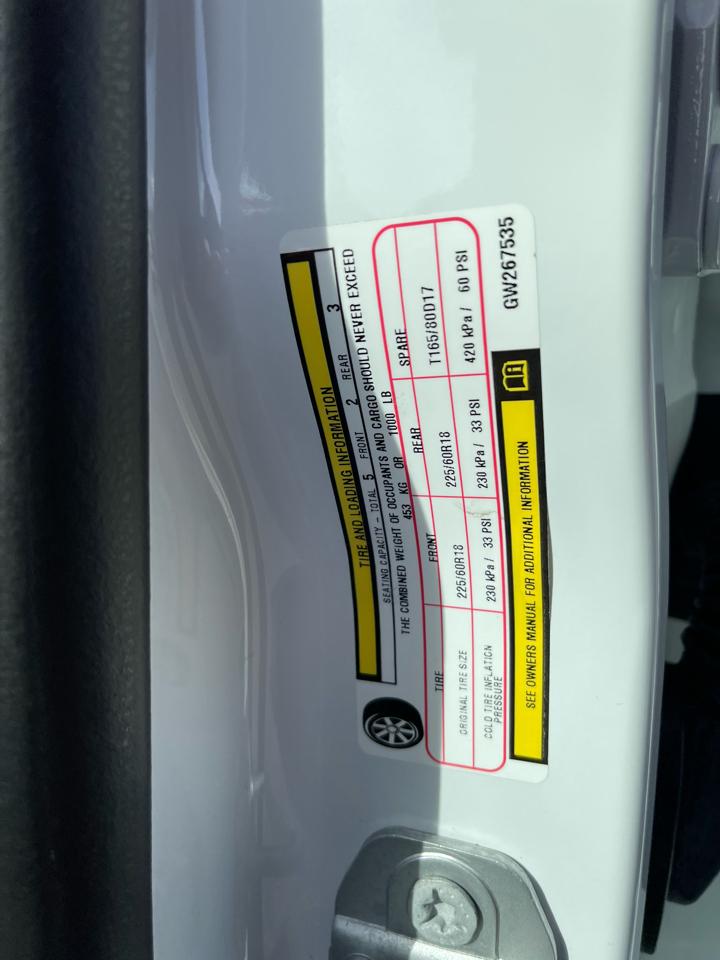 TIRE AND LOADING INFORMATION
SEATING CAPACITY - TOTAL 5 FRONT 2 REAR 3
THE COMBINED WEIGHT OF OCCUPANTS AND CARGO SHOULD NEVER EXCEED
453 KG OR 1000 LB
TIRE FRONT REAR SPARE
ORIGINAL TIRE SIZE 225/60R18 225/60R18 T165/80D17
COLD TIRE INFLATION
PRESSURE 230 kPa / 33 PSI 230 kPa / 33 PSI 420 kPa / 60 PSI
SEE OWNERS MANUAL FOR ADDITIONAL INFORMATION
GW267535